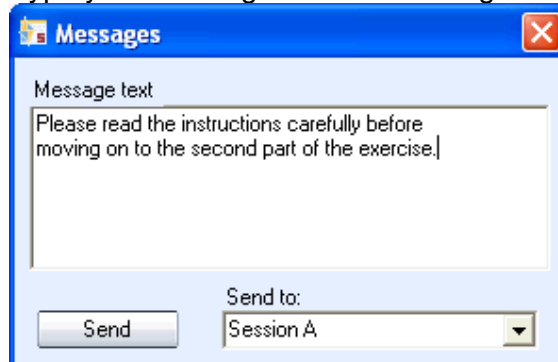 Messages
Message text
Please read the instructions carefully before
moving on to the second part of the exercise.
Send to:
Send
Session A